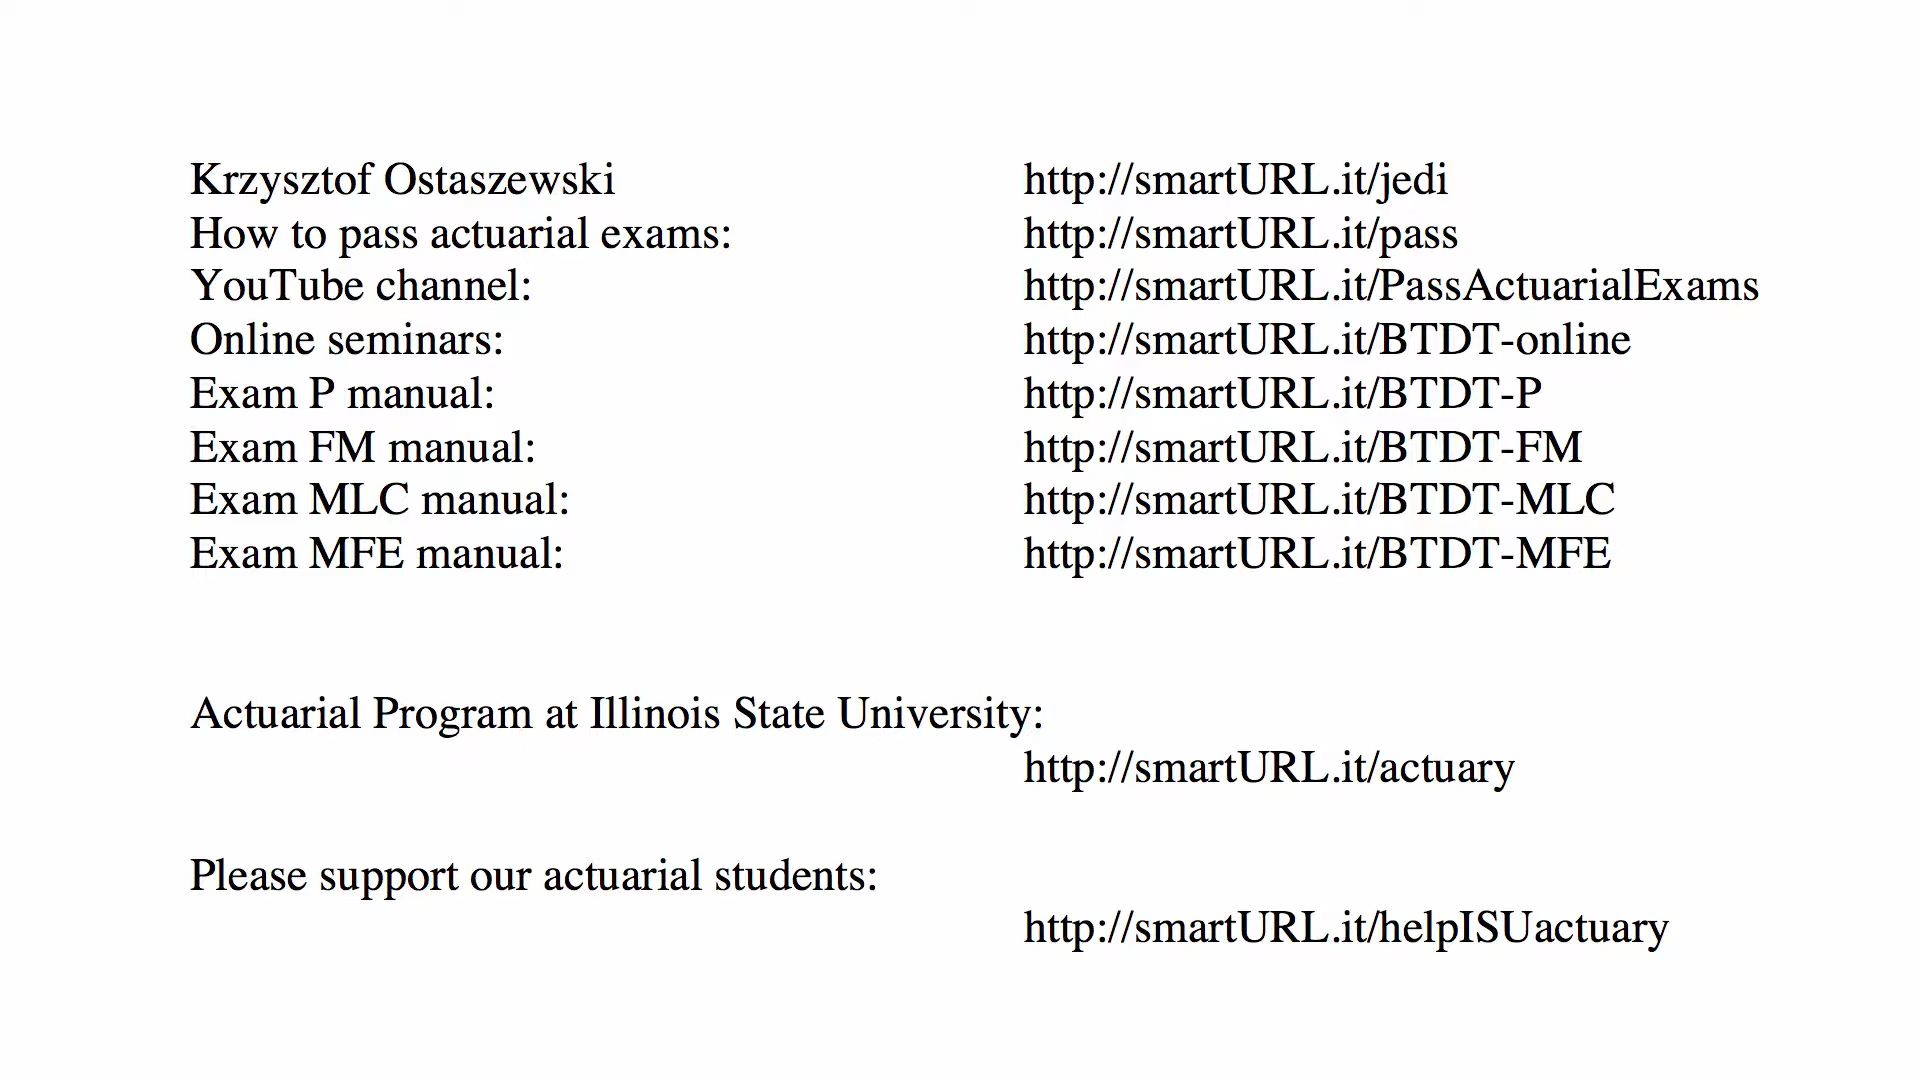 Krzysztof Ostaszewski http://smartURL.it/jedi
How to pass actuarial exams: http://smartURL.it/pass
YouTube channel: http://smartURL.it/PassActuarialExams
Online seminars: http://smartURL.it/BTDT-online
Exam P manual: http://smartURL.it/BTDT-P
Exam FM manual: http://smartURL.it/BTDT-FM
Exam MLC manual: http://smartURL.it/BTDT-MLC
Exam MFE manual: http://smartURL.it/BTDT-MFE
Actuarial Program at Illinois State University:
http://smartURL.it/actuary
Please support our actuarial students:
http://smartURL.it/helpISUactuary